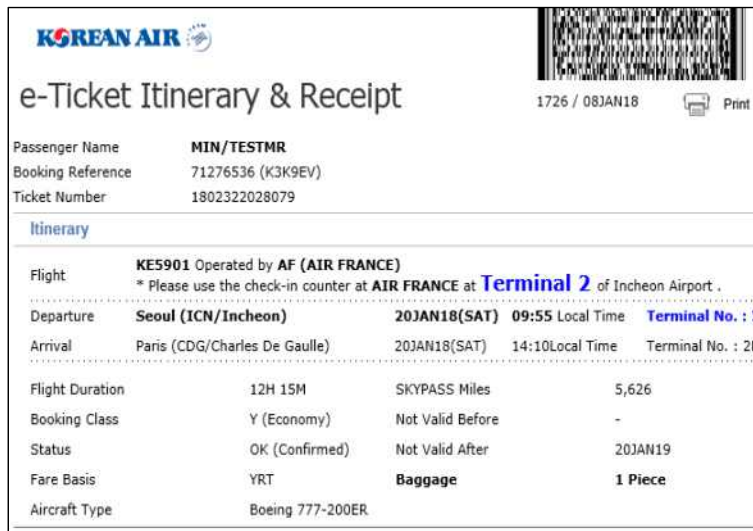 KOREAN AIR
e-Ticket Itinerary & Receipt
1726 / 08JAN18 Print
Passenger Name MIN/TESTMR
Booking Reference 71276536 (K3K9EV)
Ticket Number 1802322028079
Itinerary
Flight KE5901 Operated by AF (AIR FRANCE)
* Please use the check-in counter at AIR FRANCE at Terminal 2 of Incheon Airport .
Departure Seoul (ICN/Incheon) 20JAN18(SAT) 09:55 Local Time Terminal No. :
Arrival Paris (CDG/Charles De Gaulle) 20JAN18(SAT) 14:10Local Time Terminal No. : 2
Flight Duration 12H 15M SKYPASS Miles 5,626
Booking Class Y (Economy) Not Valid Before -
Status OK (Confirmed) Not Valid After 20JAN19
Fare Basis YRT Baggage 1 Piece
Aircraft Type Boeing 777-200ER